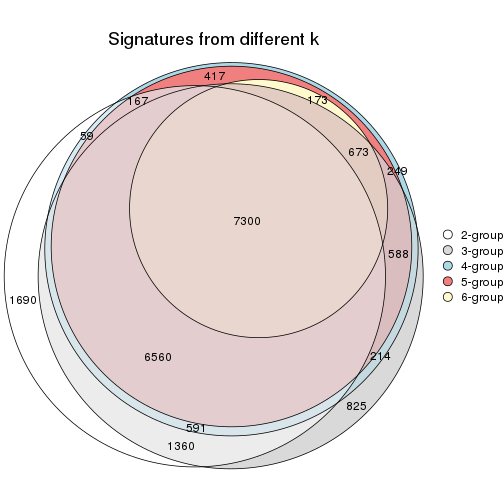 Signatures from different k
417
167
173
59
673
249
7300
588
1690
6560
214
825
591
1360
2-group
3-group
4-group
5-group
6-group